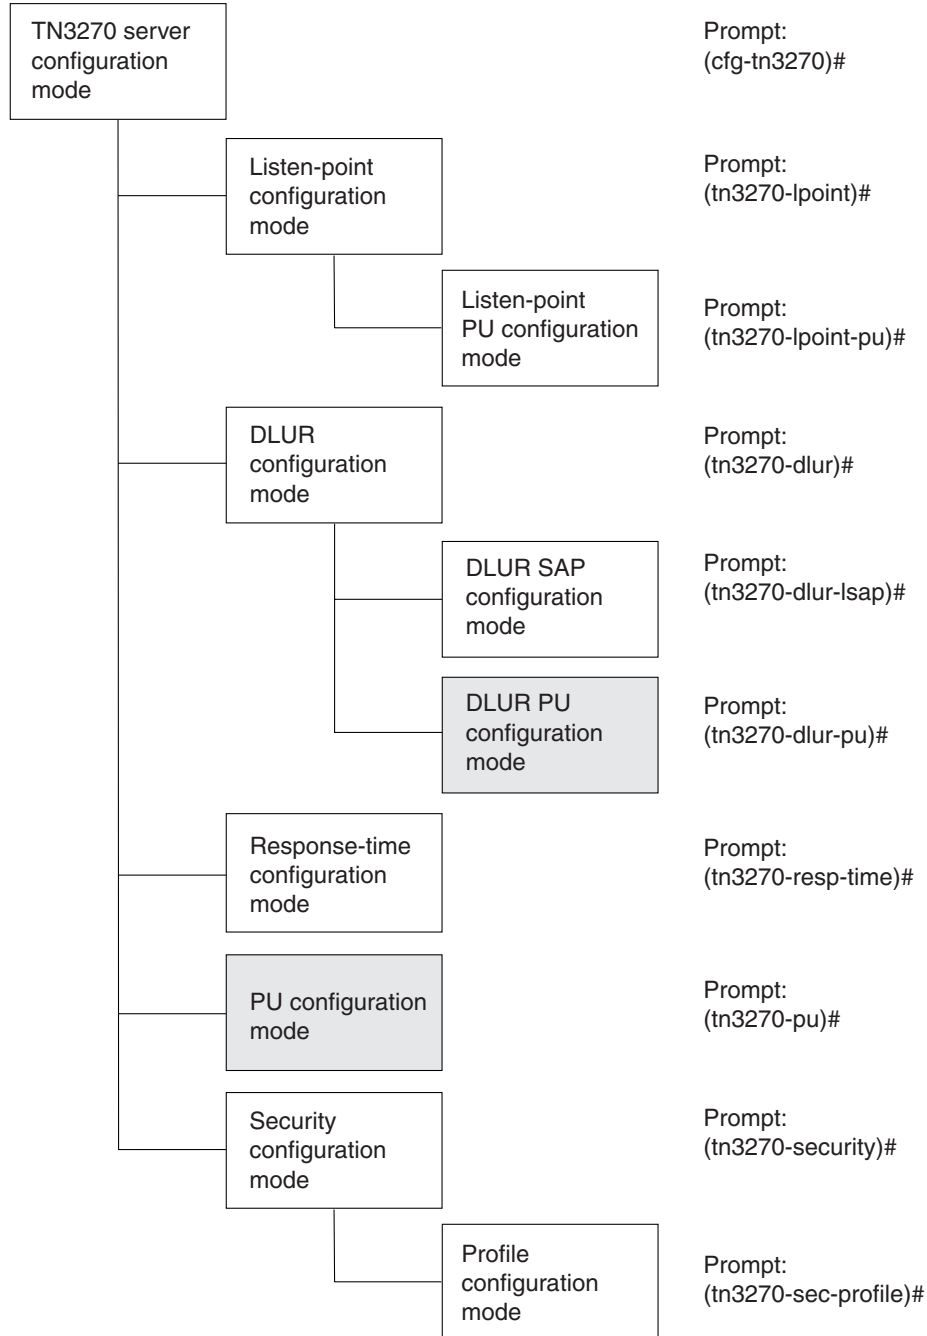 TN3270 server
configuration
mode
Prompt:
(cfg-tn3270)#
Listen-point
configuration
mode
Prompt:
(tn3270-lpoint)#
Listen-point
PU configuration
mode
Prompt:
(tn3270-lpoint-pu)#
DLUR
configuration
mode
Prompt:
(tn3270-dlur)#
DLUR SAP
configuration
mode
Prompt:
(tn3270-dlur-lsap)#
DLUR PU
configuration
mode
Prompt:
(tn3270-dlur-pu)#
Response-time
configuration
mode
Prompt:
(tn3270-resp-time)#
PU configuration
mode
Prompt:
(tn3270-pu)#
Security
configuration
mode
Prompt:
(tn3270-security)#
Profile
configuration
mode
Prompt:
(tn3270-sec-profile)#